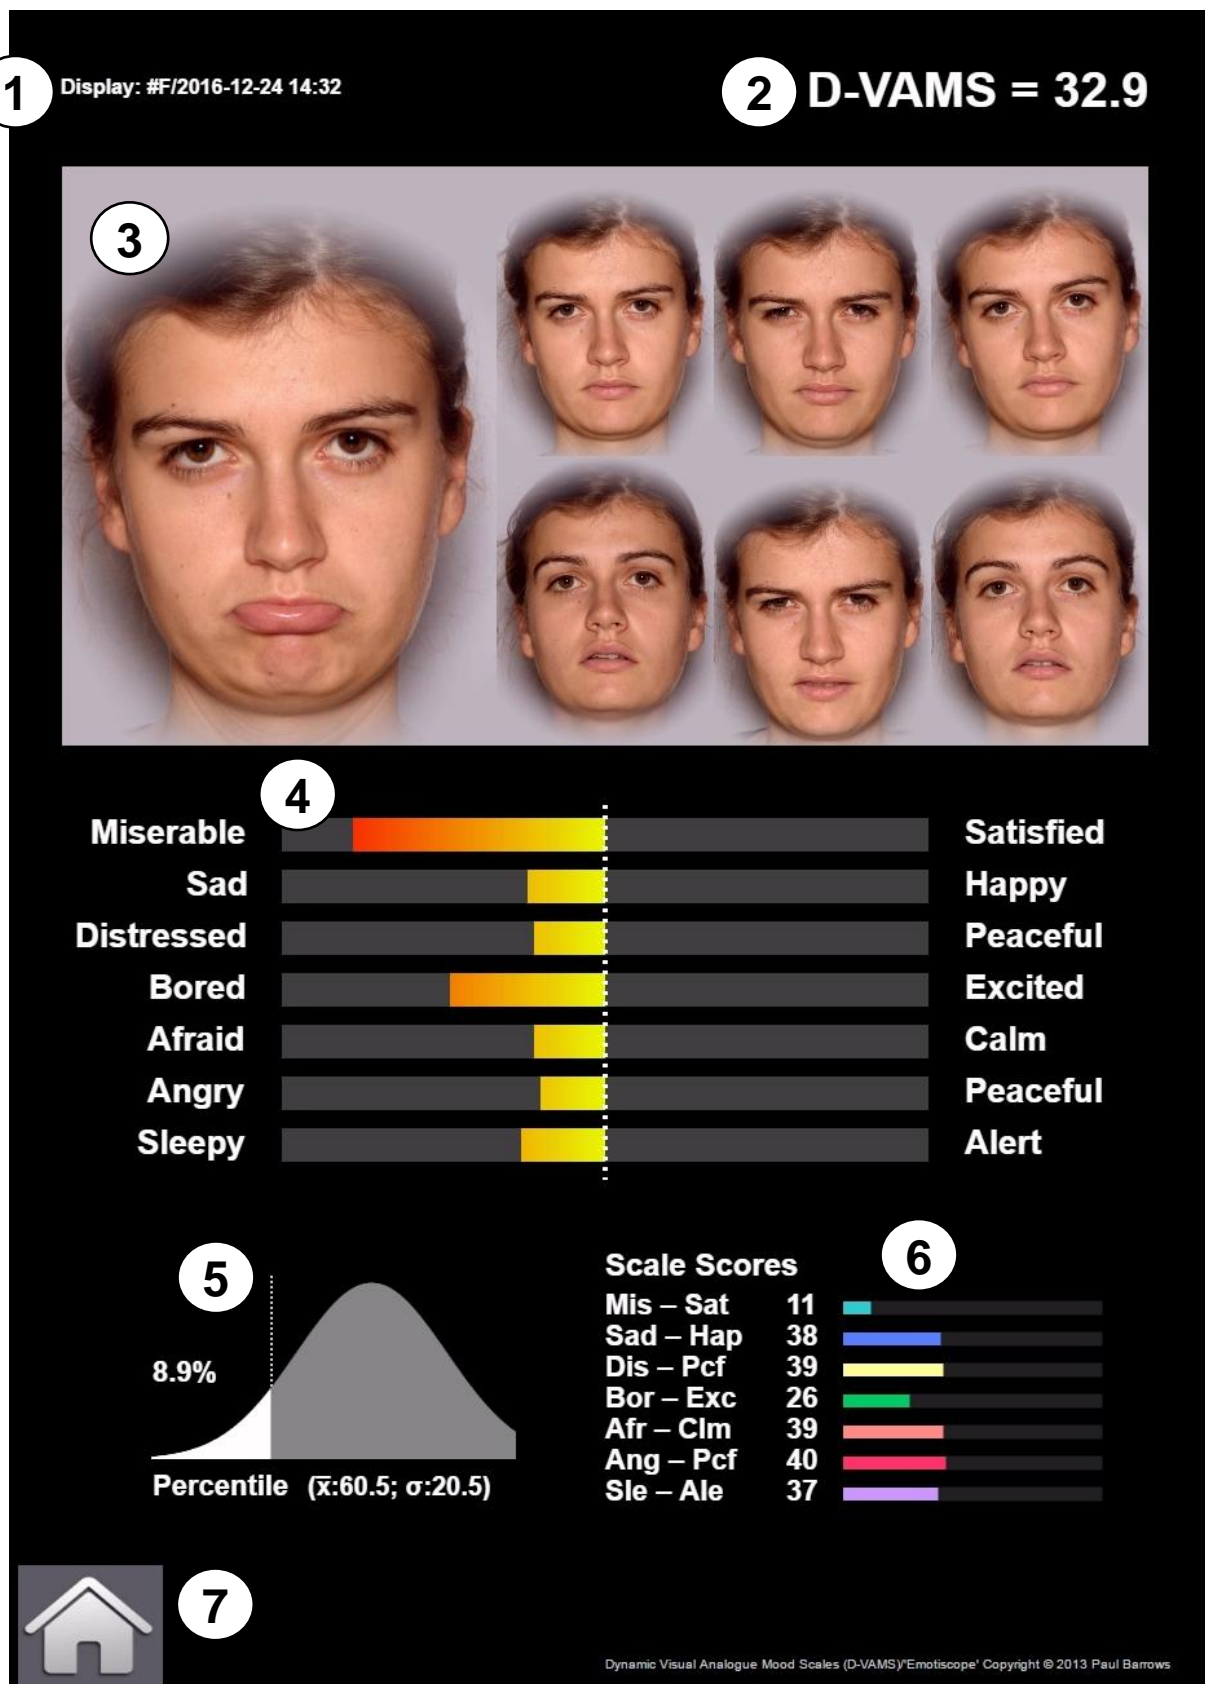 1 Display: #F/2016-12-24 14:32
2 D-VAMS = 32.9
3
4
Miserable Satisfied
Sad Happy
Distressed Peaceful
Bored Excited
Afraid Calm
Angry Peaceful
Sleepy Alert
5
8.9%
Percentile (x̅:60.5; σ:20.5)
6
Scale Scores
Mis – Sat 11
Sad – Hap 38
Dis – Pcf 39
Bor – Exc 26
Afr – Clm 39
Ang – Pcf 40
Sle – Ale 37
7
Dynamic Visual Analogue Mood Scales (D-VAMS)/'Emotiscope' Copyright © 2013 Paul Barrows